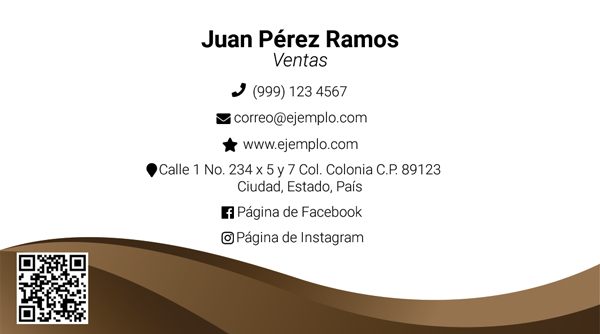 Juan Pérez Ramos
Ventas
(999) 123 4567
correo@ejemplo.com
www.ejemplo.com
Calle 1 No. 234 x 5 y 7 Col. Colonia C.P. 89123
Ciudad, Estado, País
Página de Facebook
Página de Instagram